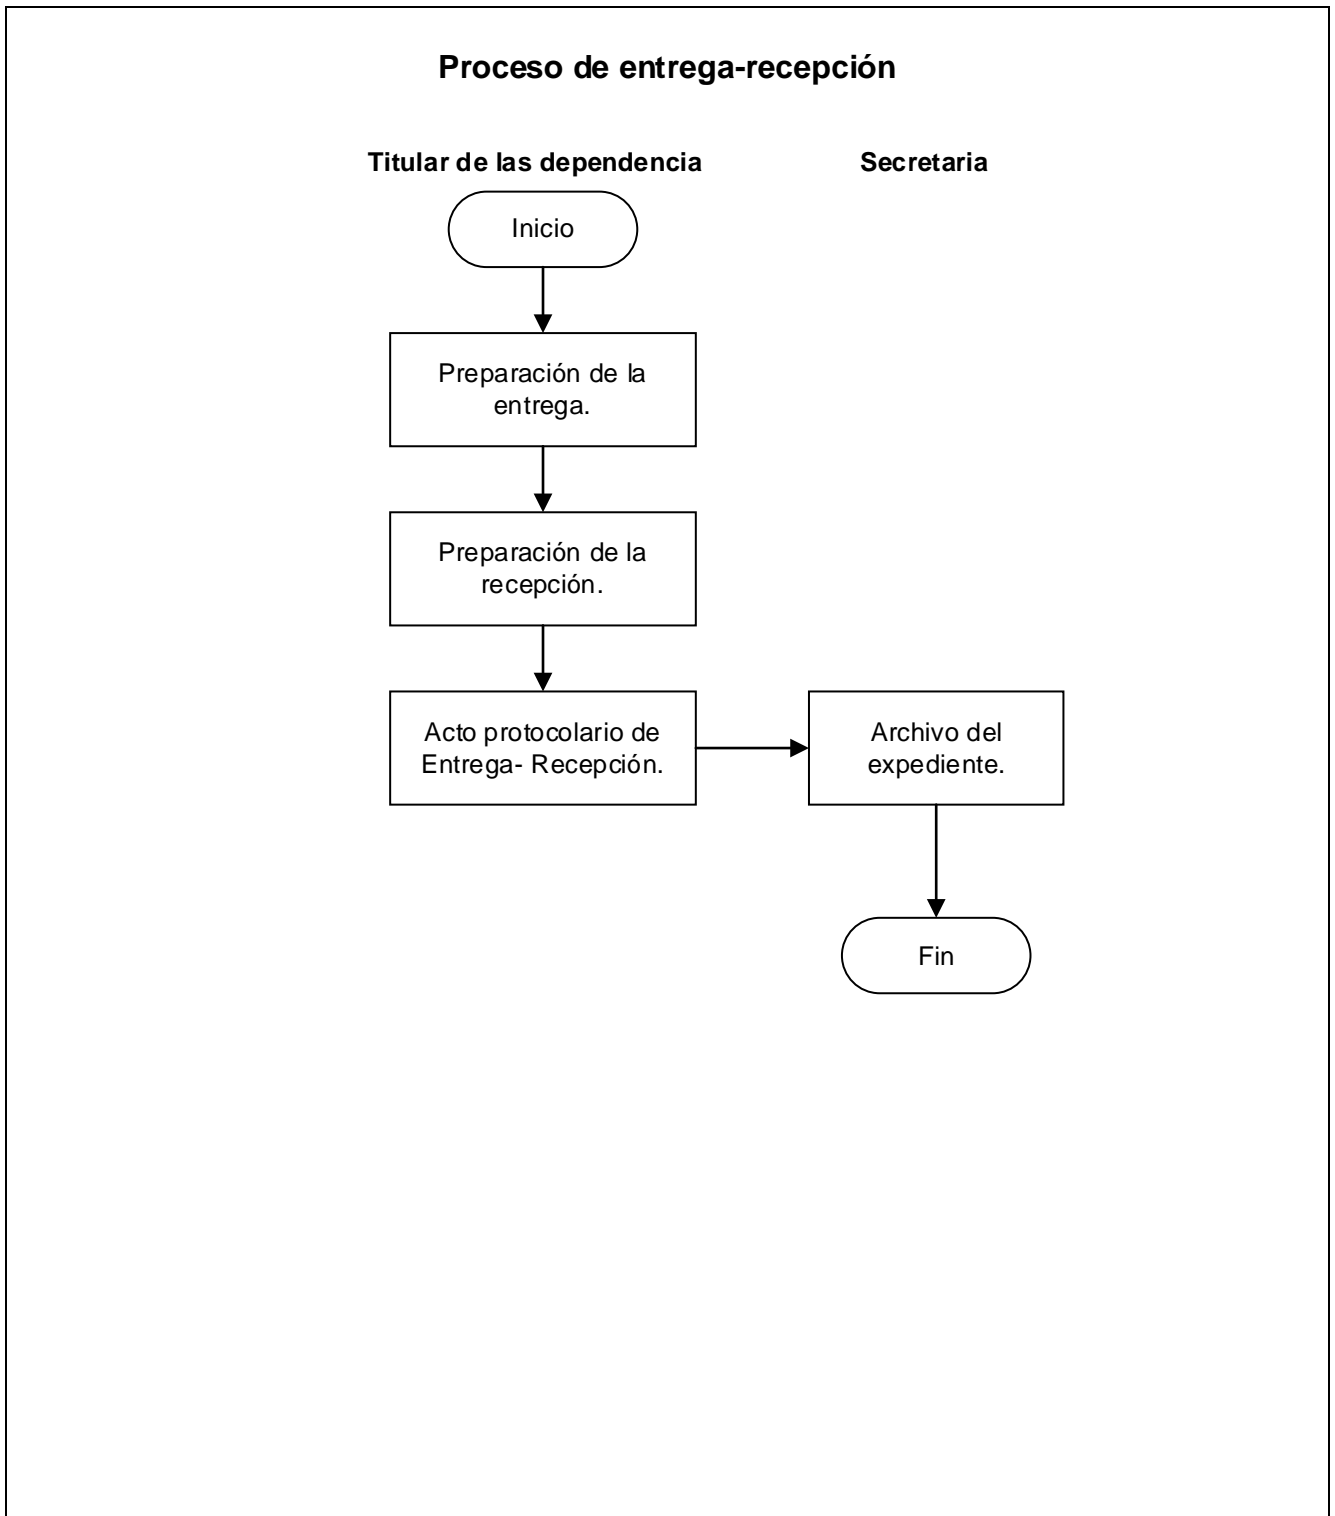 Proceso de entrega-recepción
Titular de las dependencia
Secretaria
Inicio
Preparación de la
entrega.
Preparación de la
recepción.
Acto protocolario de
Entrega- Recepción.
Archivo del
expediente.
Fin